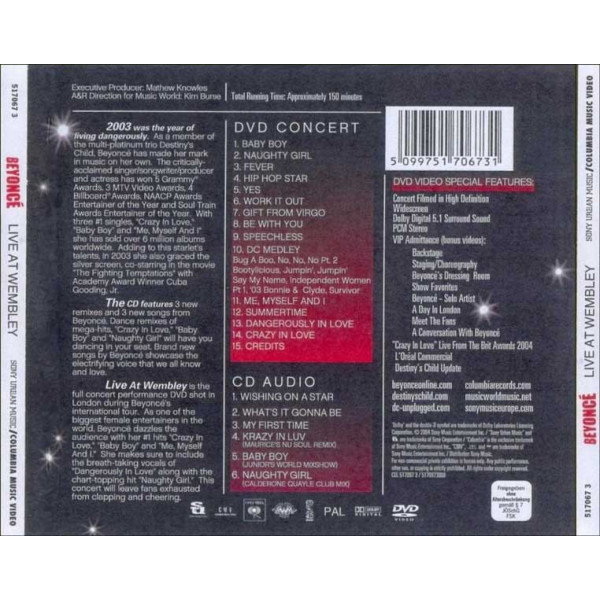 517067 3
BEYONCÉ
LIVE AT WEMBLEY
SONY URBAN MUSIC/COLUMBIA MUSIC VIDEO
Executive Producer: Mathew Knowles
A&R Direction for Music World: Kim Burse
Total Running Time: Approximately 150 minutes
2003 was the year of
living dangerously. As a member of
the multi-platinum trio Destiny's
Child, Beyoncé has made her mark
in music on her own. The critically-
acclaimed singer/songwriter/producer
and actress has won 5 Grammy®
Awards, 3 MTV Video Awards, 4
Billboard® Awards, NAACP Awards
Entertainer of the Year and Soul Train
Awards Entertainer of the Year. With
three #1 singles, "Crazy In Love,"
"Baby Boy" and "Me, Myself And I"
she has sold over 6 million albums
worldwide. Adding to this starlet's
talents, in 2003 she also graced the
silver screen, co-starring in the movie
"The Fighting Temptations" with
Academy Award Winner Cuba
Gooding, Jr.
The CD features 3 new
remixes and 3 new songs from
Beyoncé. Dance remixes of
mega-hits, "Crazy In Love," "Baby
Boy" and "Naughty Girl" will have you
dancing in your seat. Brand new
songs by Beyoncé showcase the
electrifying voice that we all know
and love.
Live At Wembley is the
full concert performance DVD shot in
London during Beyoncé's
international tour. As one of the
biggest female entertainers in the
world, Beyoncé dazzles the
audience with her #1 hits "Crazy In
Love," "Baby Boy" and "Me, Myself
And I." She makes sure to include
the breath-taking vocals of
"Dangerously In Love" along with the
chart-topping hit "Naughty Girl." This
concert will leave fans exhausted
from clapping and cheering.
DVD CONCERT
1. BABY BOY
2. NAUGHTY GIRL
3. FEVER
4. HIP HOP STAR
5. YES
6. WORK IT OUT
7. GIFT FROM VIRGO
8. BE WITH YOU
9. SPEECHLESS
10. DC MEDLEY
Bug A Boo, No, No, No Pt. 2
Bootylicious, Jumpin', Jumpin'
Say My Name, Independent Women
Pt 1, '03 Bonnie & Clyde, Survivor
11. ME, MYSELF AND I
12. SUMMERTIME
13. DANGEROUSLY IN LOVE
14. CRAZY IN LOVE
15. CREDITS
CD AUDIO
1. WISHING ON A STAR
2. WHAT'S IT GONNA BE
3. MY FIRST TIME
4. KRAZY IN LUV
(MAURICE'S NU SOUL REMIX)
5. BABY BOY
(JUNIOR'S WORLD MIXSHOW)
6. NAUGHTY GIRL
(CALDERONE QUAYLE CLUB MIX)
5 099751 706731
DVD VIDEO SPECIAL FEATURES:
Concert Filmed in High Definition
Widescreen
Dolby Digital 5.1 Surround Sound
PCM Stereo
VIP Admittance (bonus videos):
Backstage
Staging/Choreography
Beyoncé's Dressing Room
Show Favorites
Beyoncé - Solo Artist
A Day In London
Meet The Fans
A Conversation With Beyoncé
"Crazy In Love" Live From The Brit Awards 2004
L'Oréal Commercial
Destiny's Child Update
beyonceonline.com columbiarecords.com
destinyschild.com musicworldmusic.net
dc-unplugged.com sonymusiceurope.com
PAL
DVD
VIDEO
Freigegeben
ohne
Altersbeschränkung
gemäß § 7
JÖSchG
FSK
SONY URBAN MUSIC/COLUMBIA MUSIC VIDEO
LIVE AT WEMBLEY
BEYONCÉ
517067 3